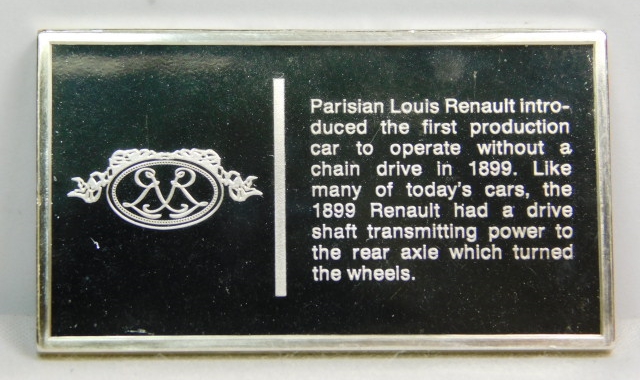 Parisian Louis Renault intro-
duced the first production
car to operate without a
chain drive in 1899. Like
many of today's cars, the
1899 Renault had a drive
shaft transmitting power to
the rear axle which turned
the wheels.